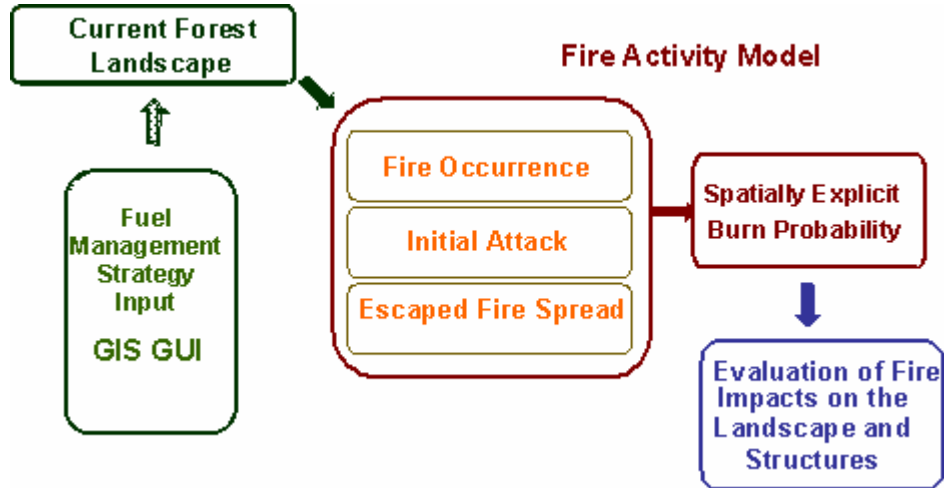 Current Forest
Landscape
Fire Activity Model
Fire Occurrence
Initial Attack
Escaped Fire Spread
Spatially Explicit
Burn Probability
Fuel
Management
Strategy
Input
GIS GUI
Evaluation of Fire
Impacts on the
Landscape and
Structures